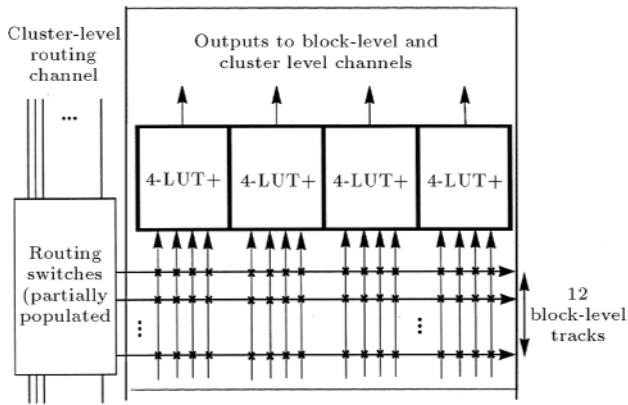 Cluster-level
routing
channel
...
Outputs to block-level and
cluster level channels
4-LUT+ 4-LUT+ 4-LUT+ 4-LUT+
Routing
switches
(partially
populated
12
block-level
tracks